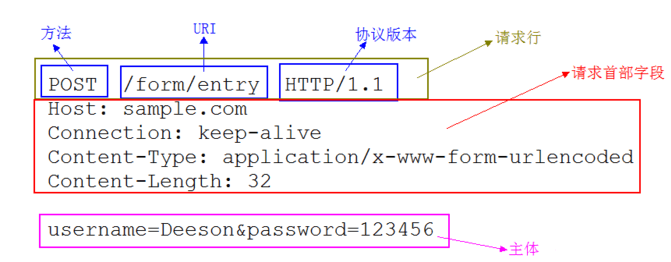 方法 URI 协议版本 请求行
POST /form/entry HTTP/1.1
请求首部字段
Host: sample.com
Connection: keep-alive
Content-Type: application/x-www-form-urlencoded
Content-Length: 32
username=Deeson&password=123456
主体